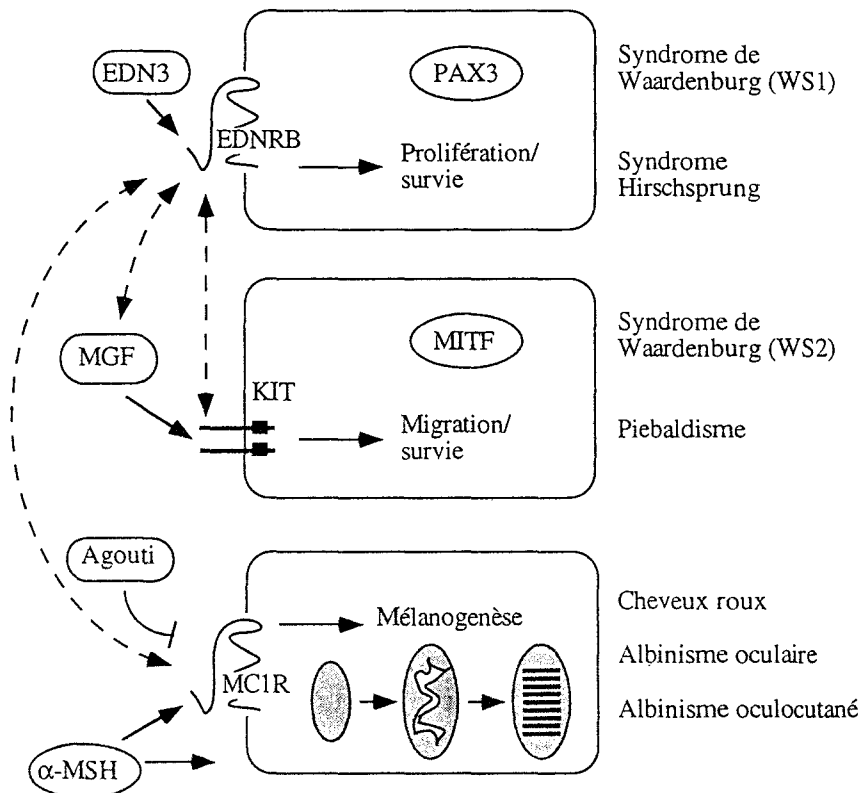 EDN3
PAX3
Syndrome de
Waardenburg (WS1)
EDNRB
Prolifération/
survie
Syndrome
Hirschsprung
MGF
MITF
Syndrome de
Waardenburg (WS2)
KIT
Migration/
survie
Piebaldisme
Agouti
Mélanogenèse
Cheveux roux
MC1R
Albinisme oculaire
Albinisme oculocutané
α-MSH